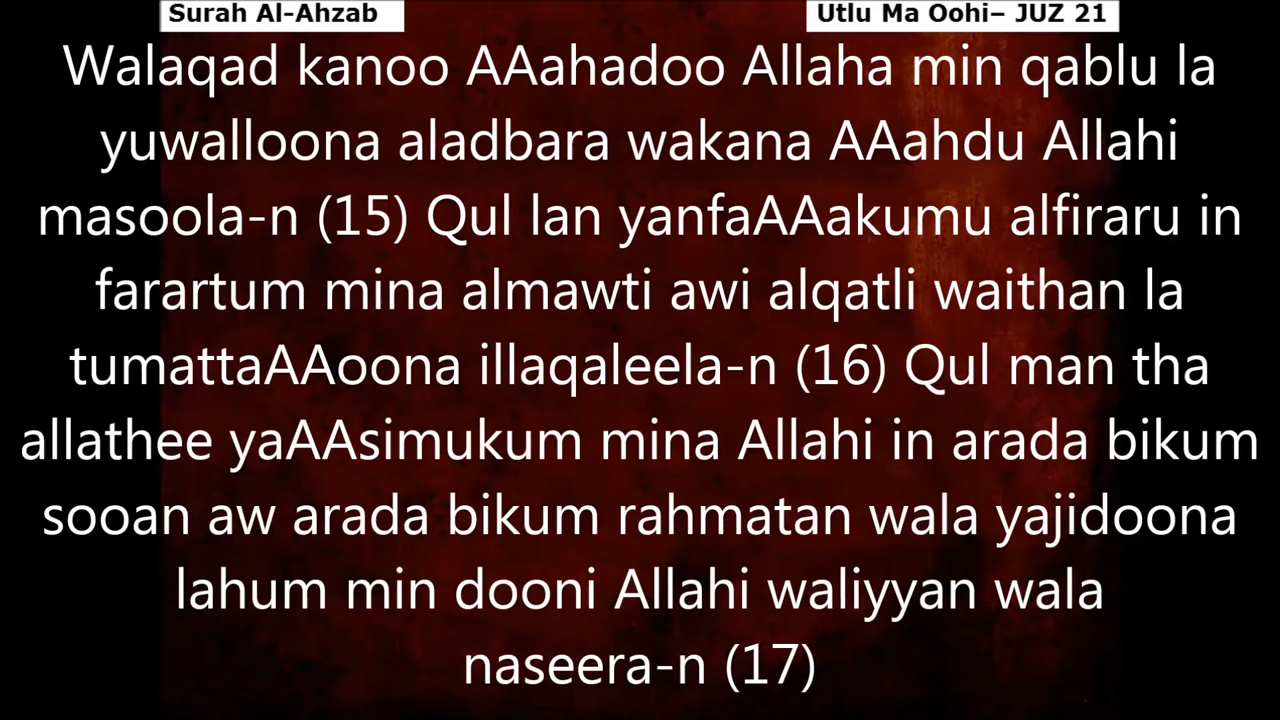 Surah Al-Ahzab
Utlu Ma Oohi– JUZ 21
Walaqad kanoo AAahadoo Allaha min qablu la
yuwalloona aladbara wakana AAahdu Allahi
masoola-n (15) Qul lan yanfaAAakumu alfiraru in
farartum mina almawti awi alqatli waithan la
tumattaAAoona illaqaleela-n (16) Qul man tha
allathee yaAAsimukum mina Allahi in arada bikum
sooan aw arada bikum rahmatan wala yajidoona
lahum min dooni Allahi waliyyan wala
naseera-n (17)